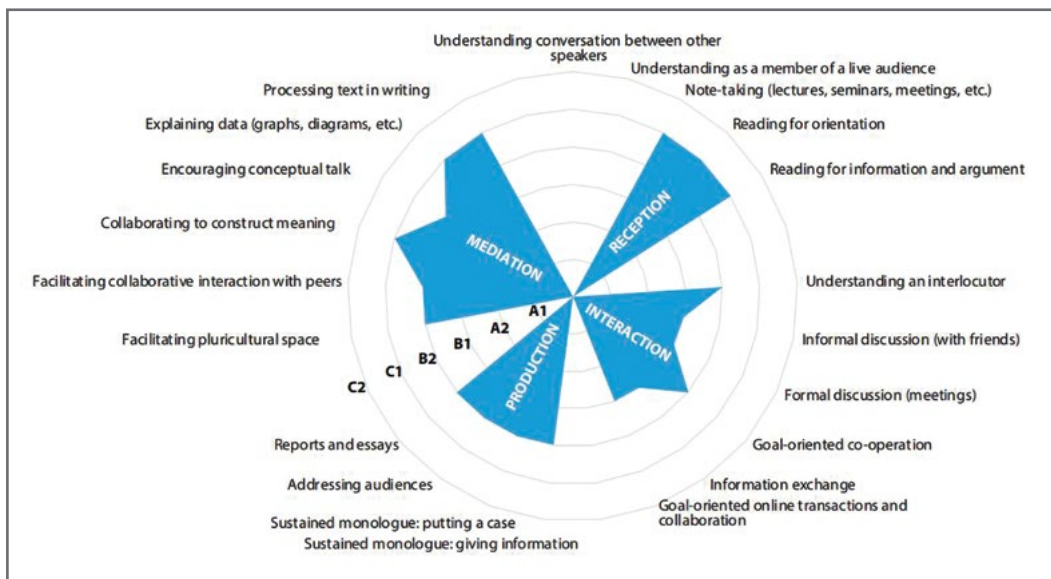 Understanding conversation between other
speakers
Understanding as a member of a live audience
Note-taking (lectures, seminars, meetings, etc.)
Reading for orientation
Reading for information and argument
Understanding an interlocutor
Informal discussion (with friends)
Formal discussion (meetings)
Goal-oriented co-operation
Information exchange
Goal-oriented online transactions and
collaboration
Sustained monologue: giving information
Sustained monologue: putting a case
Addressing audiences
Reports and essays
Facilitating pluricultural space
Facilitating collaborative interaction with peers
Collaborating to construct meaning
Encouraging conceptual talk
Explaining data (graphs, diagrams, etc.)
Processing text in writing
RECEPTION
INTERACTION
PRODUCTION
MEDIATION
A1
A2
B1
B2
C1
C2